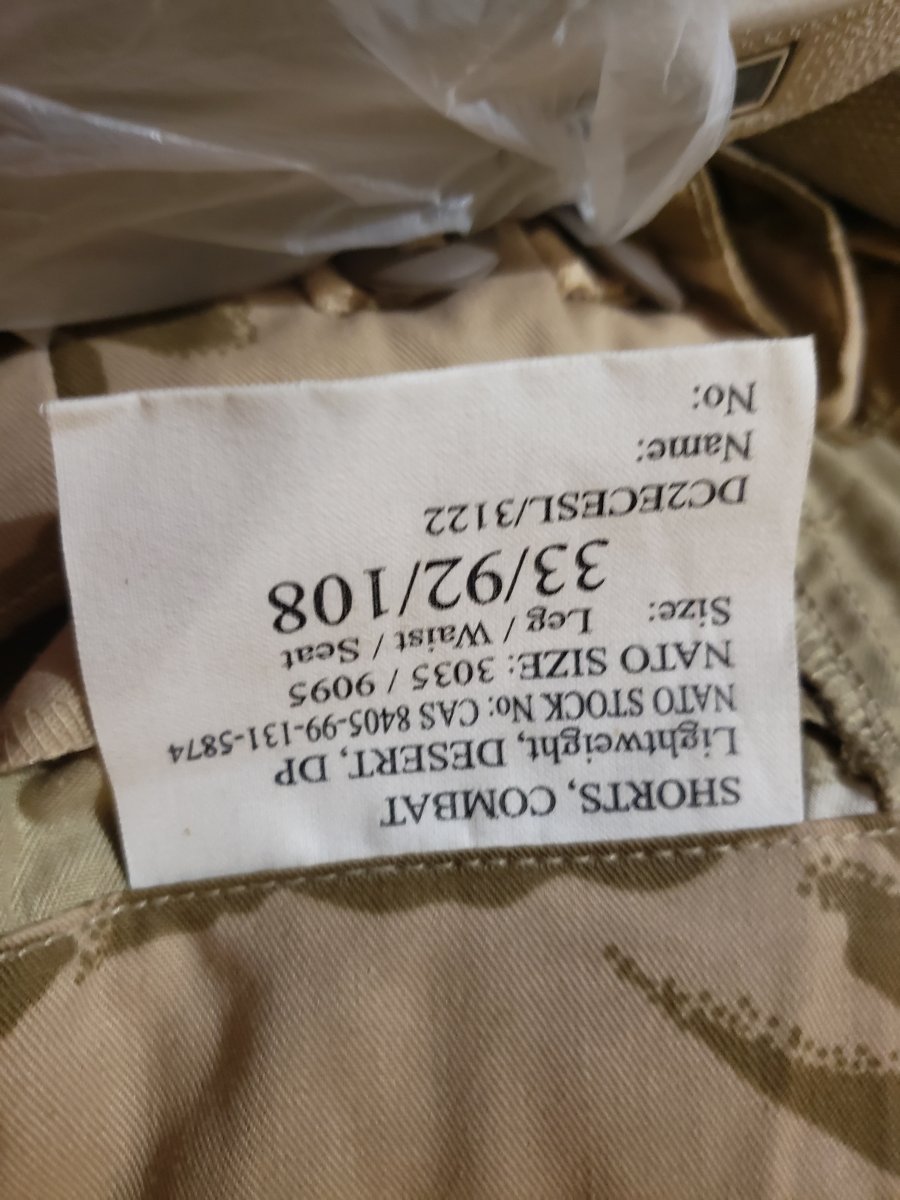 SHORTS, COMBAT
Lightweight, DESERT, DP
NATO STOCK No: CAS 8405-99-131-5874
NATO SIZE: 3035 / 9095
Size: Leg / Waist / Seat
33/92/108
DC2ECESL/3122
Name:
No: